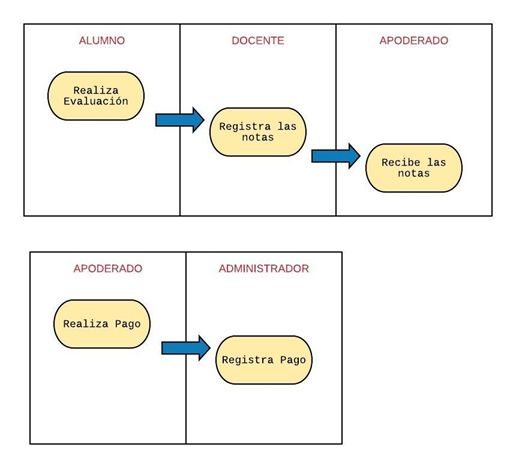 ALUMNO
DOCENTE
APODERADO
Realiza
Evaluación
Registra las
notas
Recibe las
notas
APODERADO
ADMINISTRADOR
Realiza Pago
Registra Pago